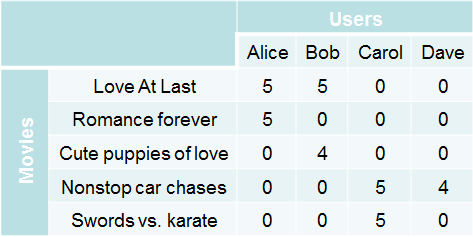 Users
Alice Bob Carol Dave
Movies
Love At Last 5 5 0 0
Romance forever 5 0 0 0
Cute puppies of love 0 4 0 0
Nonstop car chases 0 0 5 4
Swords vs. karate 0 0 5 0